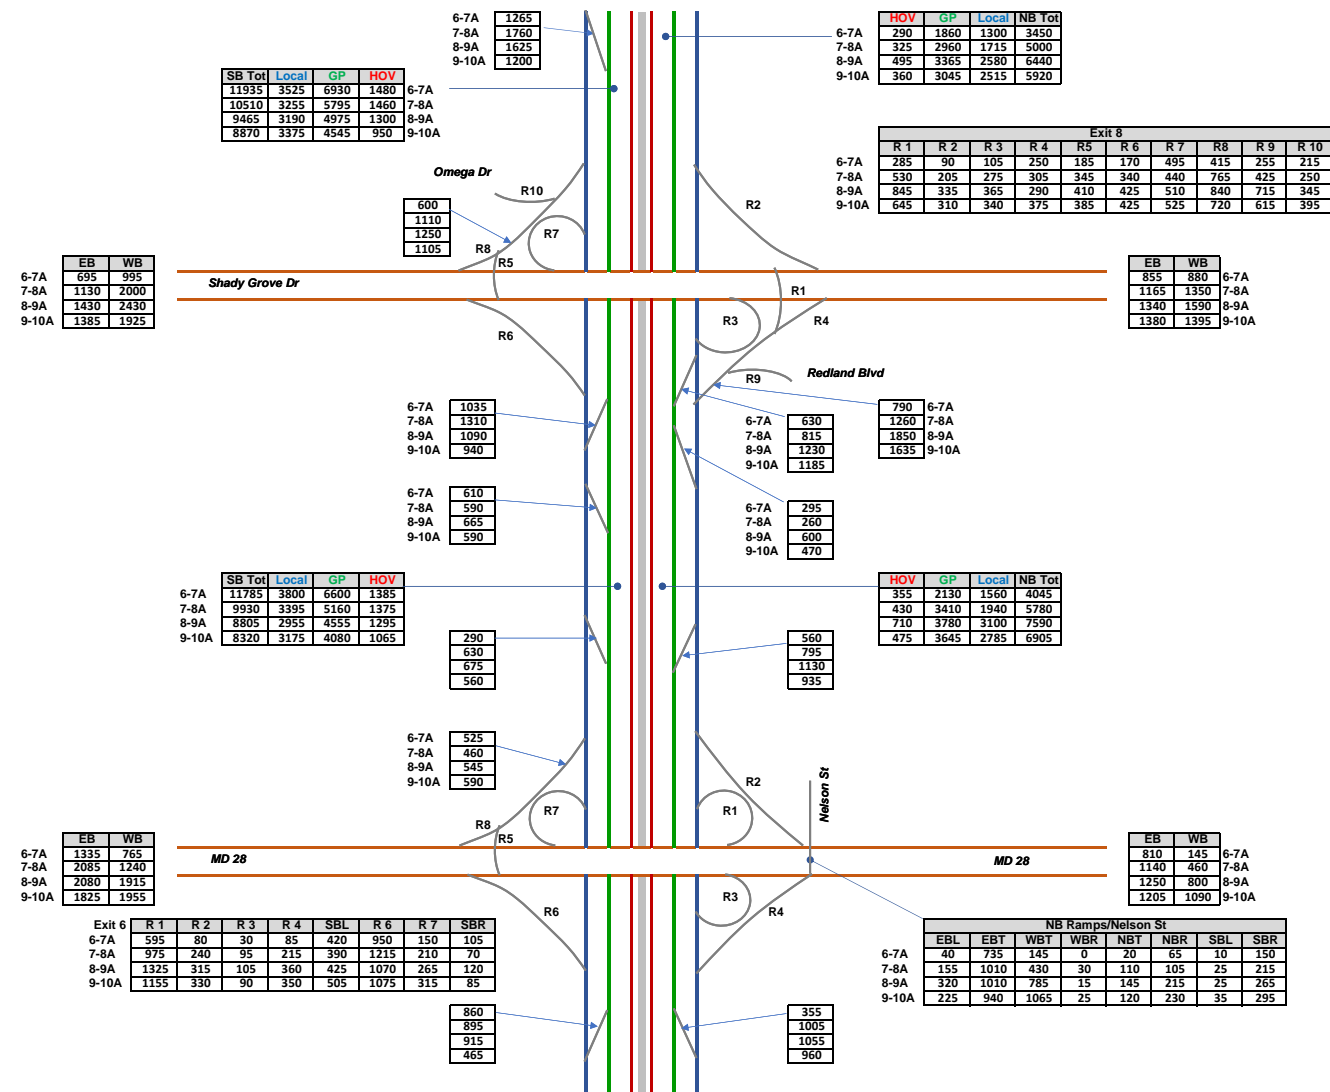 6-7A 1265
7-8A 1760
8-9A 1625
9-10A 1200
HOV GP Local NB Tot
6-7A 290 1860 1300 3450
7-8A 325 2960 1715 5000
8-9A 495 3365 2580 6440
9-10A 360 3045 2515 5920
SB Tot Local GP HOV
11935 3525 6930 1480 6-7A
10510 3255 5795 1460 7-8A
9465 3190 4975 1300 8-9A
8870 3375 4545 950 9-10A
Exit 8
R 1 R 2 R 3 R 4 R5 R 6 R 7 R8 R 9 R 10
6-7A 285 90 105 250 185 170 495 415 255 215
7-8A 530 205 275 305 345 340 440 765 425 250
8-9A 845 335 365 290 410 425 510 840 715 345
9-10A 645 310 340 375 385 425 525 720 615 395
Omega Dr
R10
R2
600
1110
1250
1105
R7
R8
R5
EB WB
6-7A 695 995
7-8A 1130 2000
8-9A 1430 2430
9-10A 1385 1925
Shady Grove Dr
EB WB
855 880 6-7A
1165 1350 7-8A
1340 1590 8-9A
1380 1395 9-10A
R1
R3
R4
R6
R9
Redland Blvd
6-7A 1035
7-8A 1310
8-9A 1090
9-10A 940
6-7A 630
7-8A 815
8-9A 1230
9-10A 1185
790 6-7A
1260 7-8A
1850 8-9A
1635 9-10A
6-7A 610
7-8A 590
8-9A 665
9-10A 590
6-7A 295
7-8A 260
8-9A 600
9-10A 470
SB Tot Local GP HOV
6-7A 11785 3800 6600 1385
7-8A 9930 3395 5160 1375
8-9A 8805 2955 4555 1295
9-10A 8320 3175 4080 1065
HOV GP Local NB Tot
355 2130 1560 4045
430 3410 1940 5780
710 3780 3100 7590
475 3645 2785 6905
290
630
675
560
560
795
1130
935
6-7A 525
7-8A 460
8-9A 545
9-10A 590
R2
Nelson St
R7
R1
R8
R5
EB WB
6-7A 1335 765
7-8A 2085 1240
8-9A 2080 1915
9-10A 1825 1955
MD 28
MD 28
EB WB
810 145 6-7A
1140 460 7-8A
1250 800 8-9A
1205 1090 9-10A
R3
R4
R6
Exit 6 R 1 R 2 R 3 R 4 SBL R 6 R 7 SBR
6-7A 595 80 30 85 420 950 150 105
7-8A 975 240 95 215 390 1215 210 70
8-9A 1325 315 105 360 425 1070 265 120
9-10A 1155 330 90 350 505 1075 315 85
NB Ramps/Nelson St
EBL EBT WBT WBR NBT NBR SBL SBR
6-7A 40 735 145 0 20 65 10 150
7-8A 155 1010 430 30 110 105 25 215
8-9A 320 1010 785 15 145 215 25 265
9-10A 225 940 1065 25 120 230 35 295
860
895
915
465
355
1005
1055
960